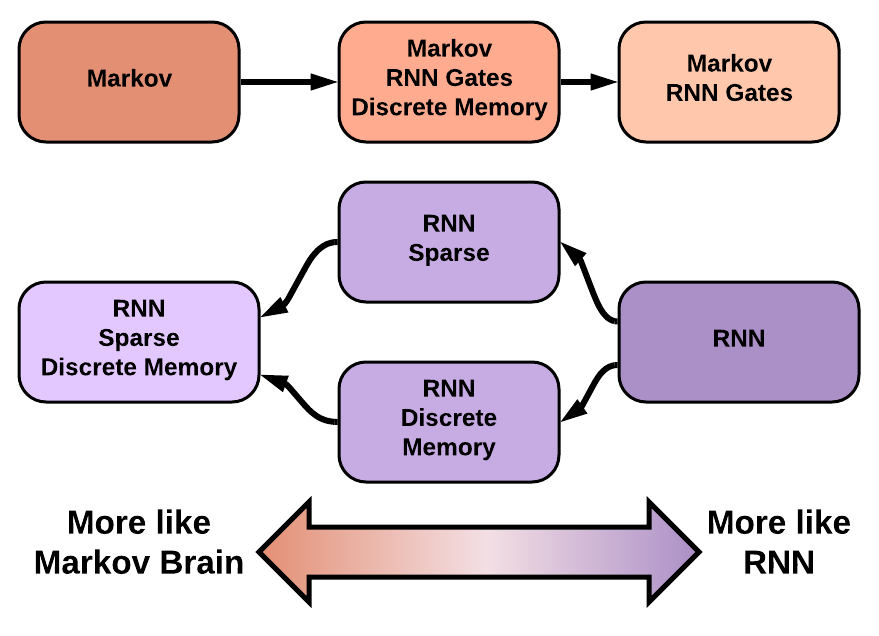 Markov
Markov
RNN Gates
Discrete Memory
Markov
RNN Gates
RNN
Sparse
RNN
Sparse
Discrete Memory
RNN
RNN
Discrete
Memory
More like
Markov Brain
More like
RNN